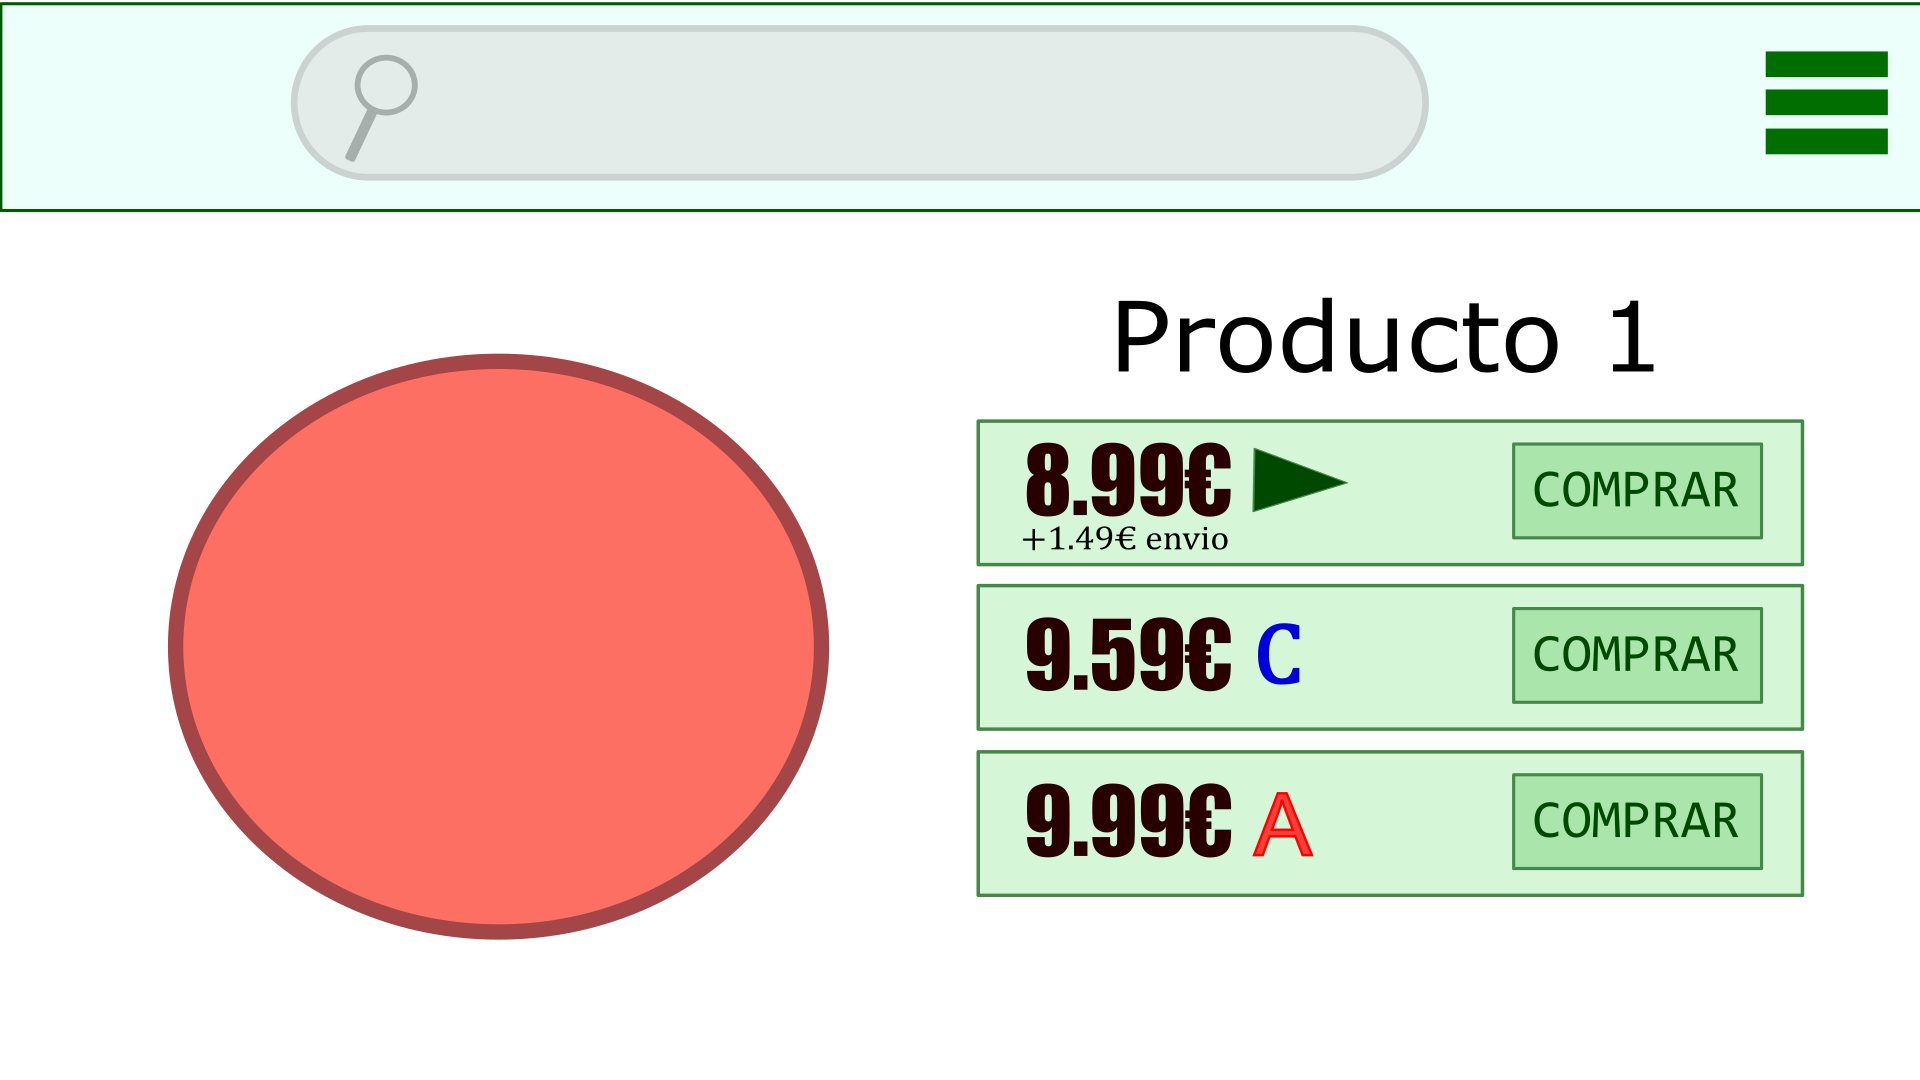 Producto 1
8.99€ COMPRAR
+1.49€ envio
9.59€ C COMPRAR
9.99€ A COMPRAR